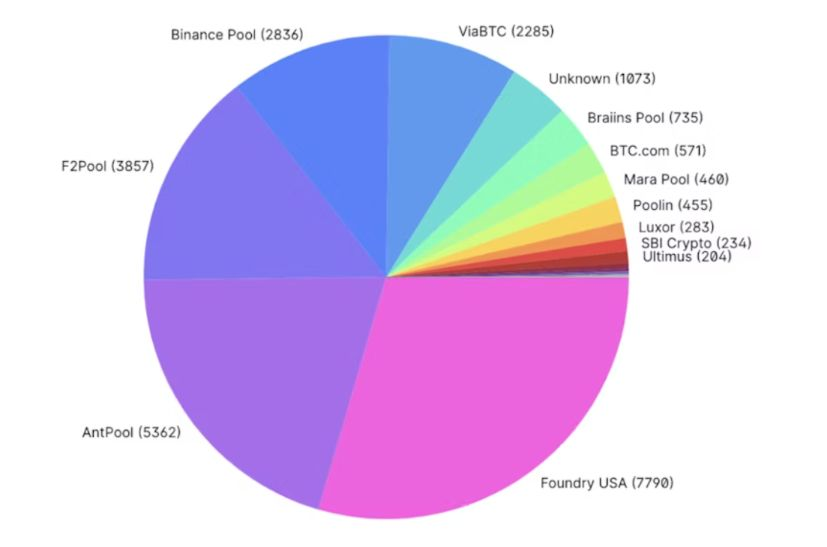 Binance Pool (2836)
ViaBTC (2285)
Unknown (1073)
Braiins Pool (735)
BTC.com (571)
Mara Pool (460)
Poolin (455)
Luxor (283)
SBI Crypto (234)
Ultimus (204)
F2Pool (3857)
AntPool (5362)
Foundry USA (7790)